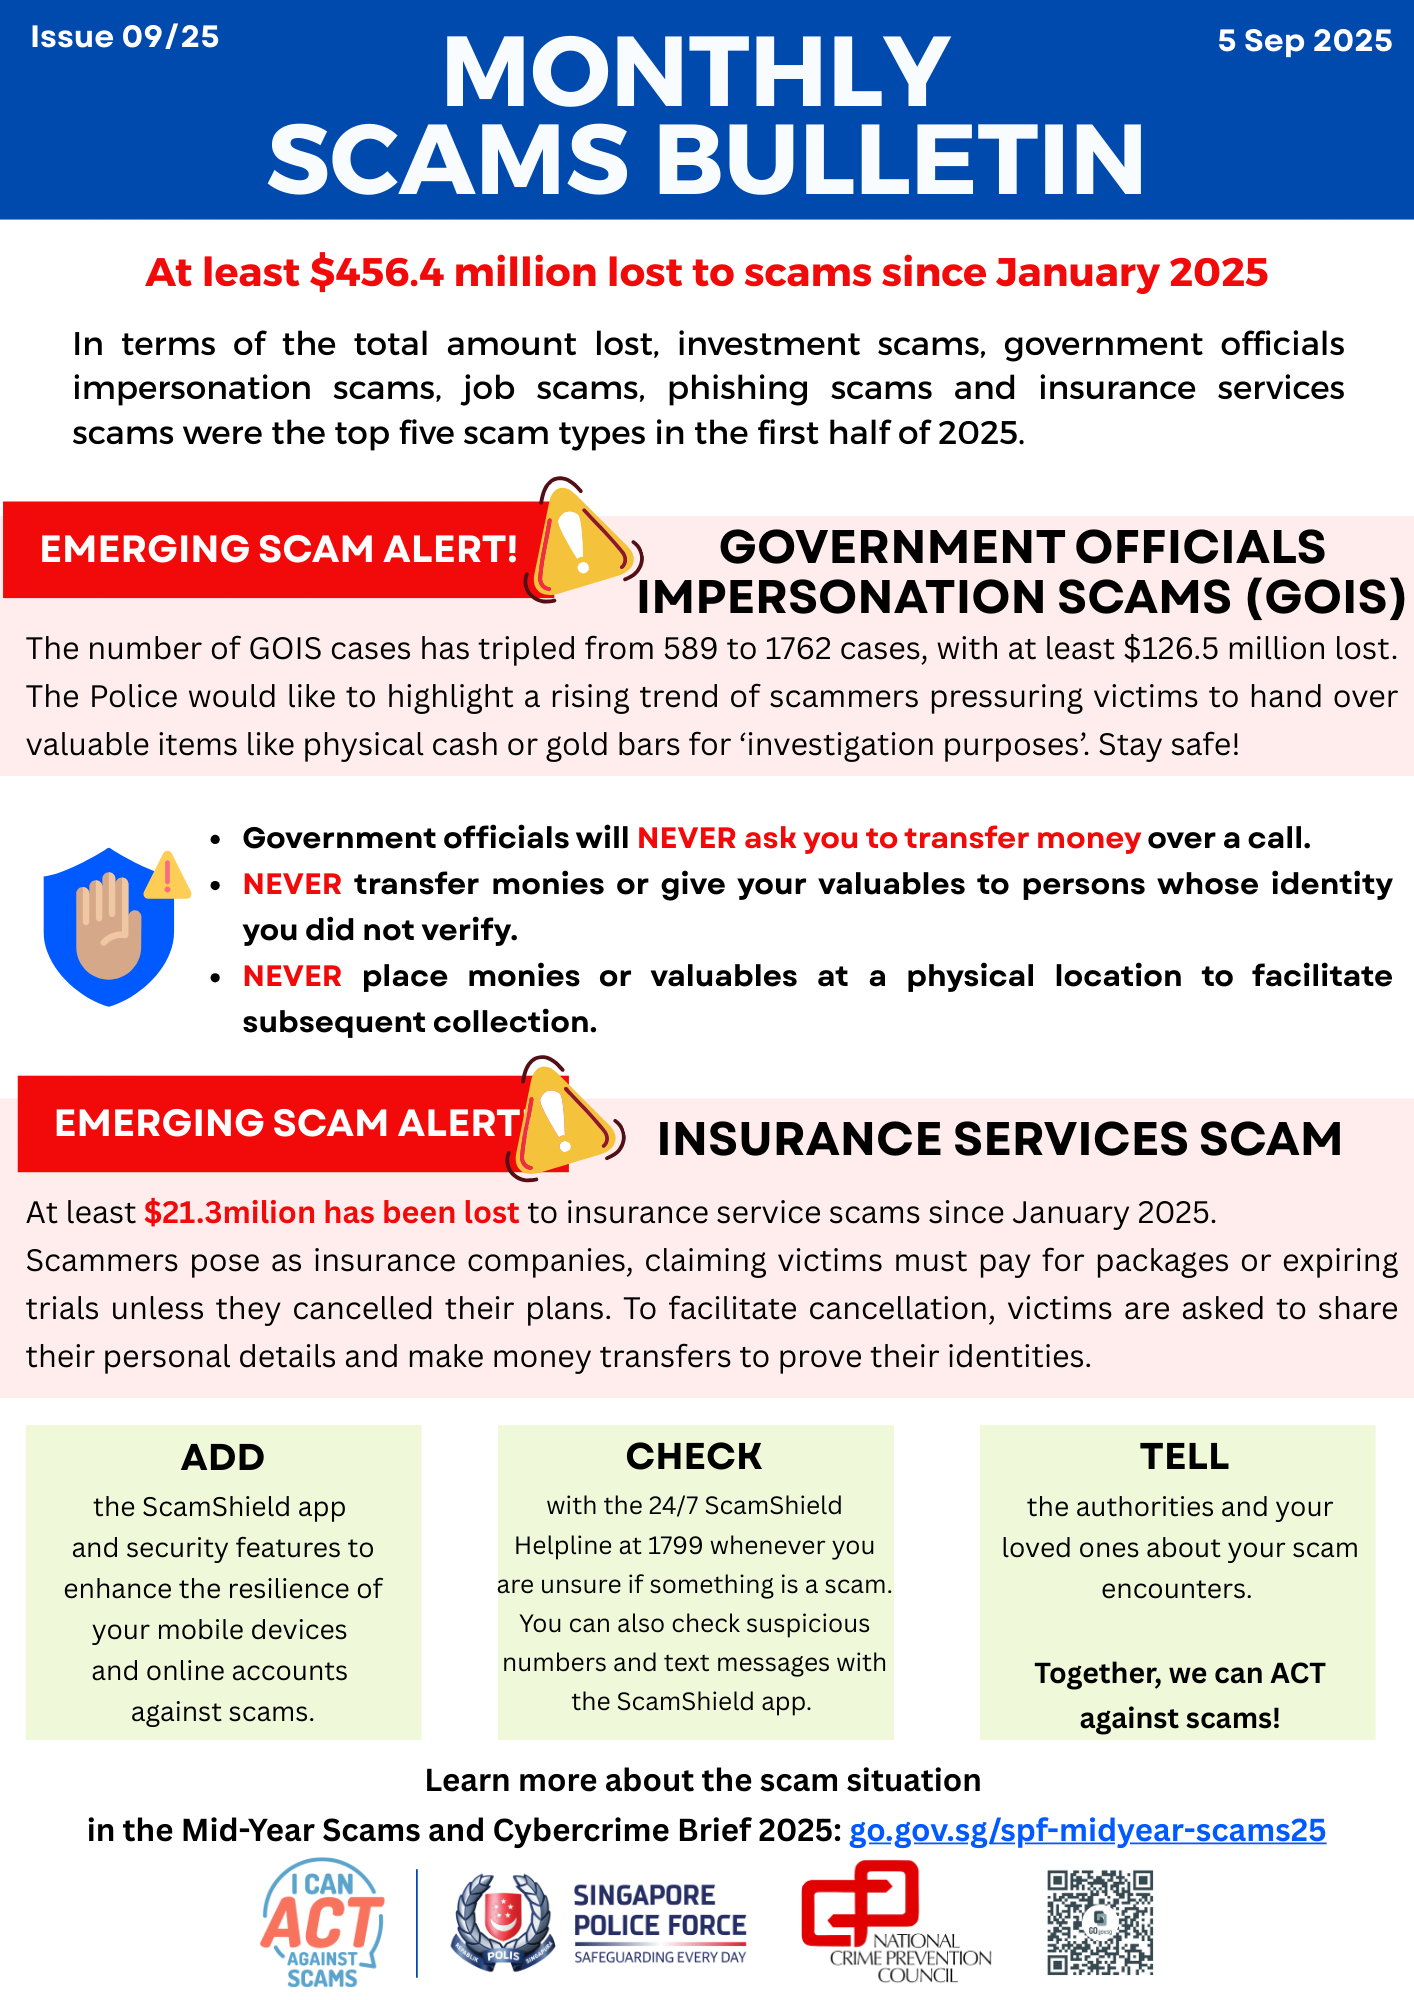 Issue 09/25
5 Sep 2025
MONTHLY
SCAMS BULLETIN
At least $456.4 million lost to scams since January 2025
In terms of the total amount lost, investment scams, government officials
impersonation scams, job scams, phishing scams and insurance services
scams were the top five scam types in the first half of 2025.
EMERGING SCAM ALERT!
GOVERNMENT OFFICIALS
IMPERSONATION SCAMS (GOIS)
The number of GOIS cases has tripled from 589 to 1762 cases, with at least $126.5 million lost.
The Police would like to highlight a rising trend of scammers pressuring victims to hand over
valuable items like physical cash or gold bars for ‘investigation purposes’. Stay safe!
• Government officials will NEVER ask you to transfer money over a call.
• NEVER transfer monies or give your valuables to persons whose identity
you did not verify.
• NEVER place monies or valuables at a physical location to facilitate
subsequent collection.
EMERGING SCAM ALERT
INSURANCE SERVICES SCAM
At least $21.3milion has been lost to insurance service scams since January 2025.
Scammers pose as insurance companies, claiming victims must pay for packages or expiring
trials unless they cancelled their plans. To facilitate cancellation, victims are asked to share
their personal details and make money transfers to prove their identities.
ADD
the ScamShield app
and security features to
enhance the resilience of
your mobile devices
and online accounts
against scams.
CHECK
with the 24/7 ScamShield
Helpline at 1799 whenever you
are unsure if something is a scam.
You can also check suspicious
numbers and text messages with
the ScamShield app.
TELL
the authorities and your
loved ones about your scam
encounters.
Together, we can ACT
against scams!
Learn more about the scam situation
in the Mid-Year Scams and Cybercrime Brief 2025: go.gov.sg/spf-midyear-scams25
I CAN
ACT
AGAINST
SCAMS
REPUBLIK POLIS SINGAPURA
SINGAPORE
POLICE FORCE
SAFEGUARDING EVERY DAY
NATIONAL
CRIME PREVENTION
COUNCIL